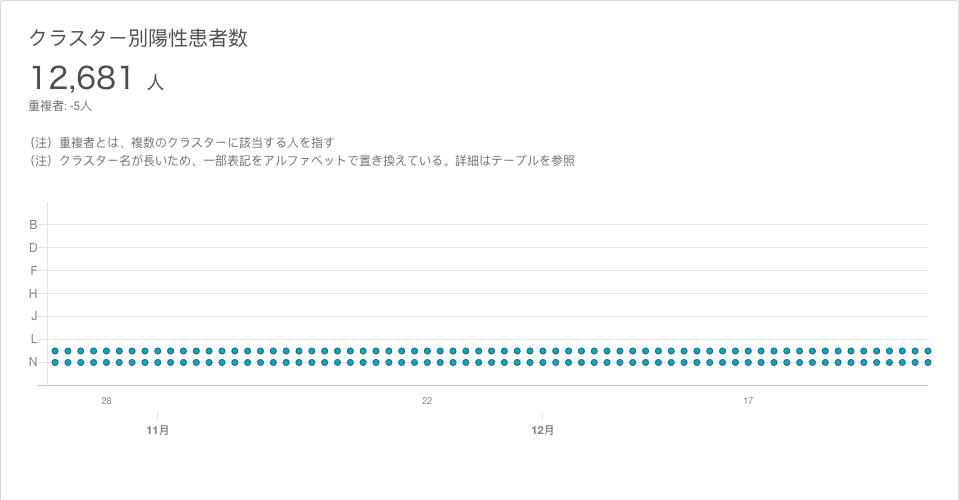 クラスター別陽性患者数
12,681 人
重複者: -5人
（注）重複者とは、複数のクラスターに該当する人を指す
（注）クラスター名が長いため、一部表記をアルファベットで置き換えている。詳細はテーブルを参照
B
D
F
H
J
L
N
28 22 17
11月 12月